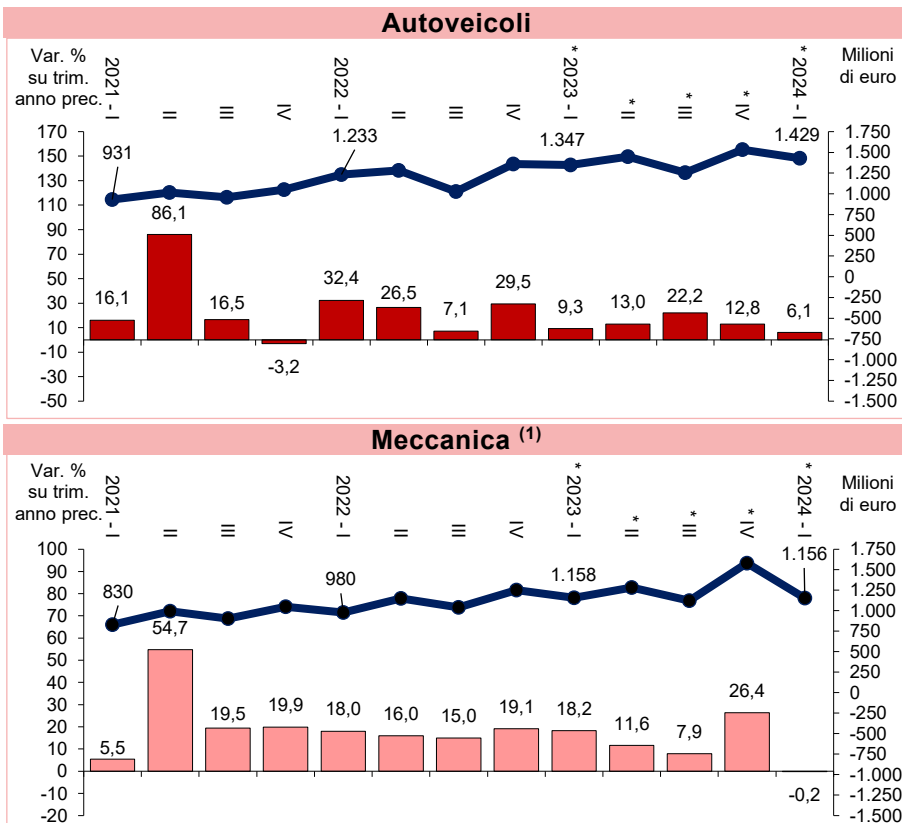 Autoveicoli
Var. %
su trim.
anno prec.
Milioni
di euro
2021 - I
II
III
IV
2022 - I
II
III
IV
* 2023 - I
* II
* III
* IV
* 2024 - I
170
150
130
110
90
70
50
30
10
-10
-30
-50
931
1.233
1.347
1.429
16,1
86,1
16,5
-3,2
32,4
26,5
7,1
29,5
9,3
13,0
22,2
12,8
6,1
1.750
1.500
1.250
1.000
750
500
250
0
-250
-500
-750
-1.000
-1.250
-1.500
Meccanica (1)
Var. %
su trim.
anno prec.
Milioni
di euro
2021 - I
II
III
IV
2022 - I
II
III
IV
* 2023 - I
* II
* III
* IV
* 2024 - I
100
90
80
70
60
50
40
30
20
10
0
-10
-20
830
980
1.158
1.156
5,5
54,7
19,5
19,9
18,0
16,0
15,0
19,1
18,2
11,6
7,9
26,4
-0,2
1.750
1.500
1.250
1.000
750
500
250
0
-250
-500
-750
-1.000
-1.250
-1.500